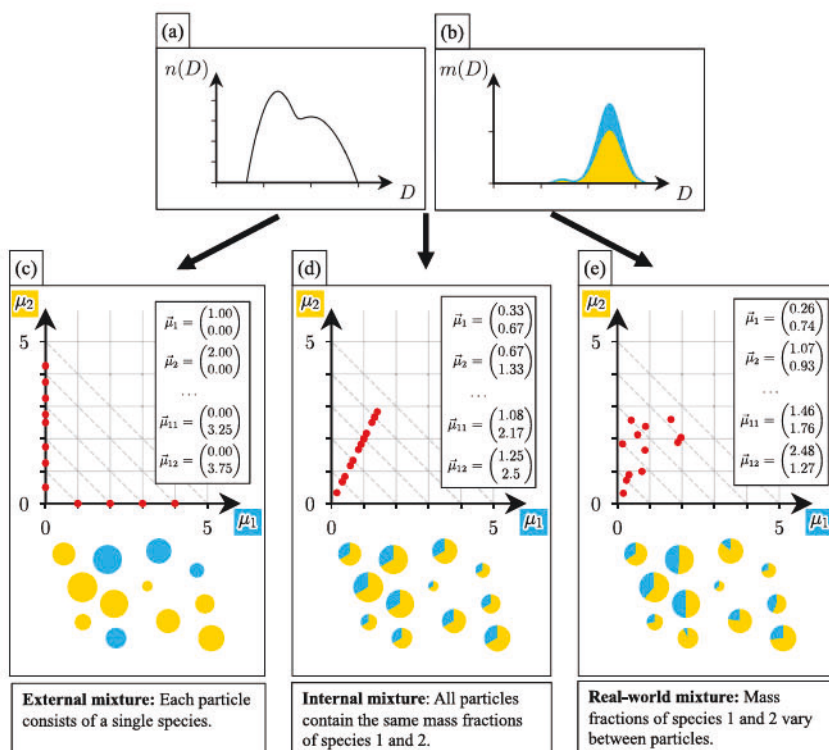 (a)
n(D)
D
(b)
m(D)
D
(c)
μ₂
5
0
0
5
μ₁
μ⃗₁ = (1.00
0.00)
μ⃗₂ = (2.00
0.00)
...
μ⃗₁₁ = (0.00
3.25)
μ⃗₁₂ = (0.00
3.75)
(d)
μ₂
5
0
0
5
μ₁
μ⃗₁ = (0.33
0.67)
μ⃗₂ = (0.67
1.33)
...
μ⃗₁₁ = (1.08
2.17)
μ⃗₁₂ = (1.25
2.5)
(e)
μ₂
5
0
0
5
μ₁
μ⃗₁ = (0.26
0.74)
μ⃗₂ = (1.07
0.93)
...
μ⃗₁₁ = (1.46
1.76)
μ⃗₁₂ = (2.48
1.27)
External mixture: Each particle
consists of a single species.
Internal mixture: All particles
contain the same mass fractions
of species 1 and 2.
Real-world mixture: Mass
fractions of species 1 and 2 vary
between particles.